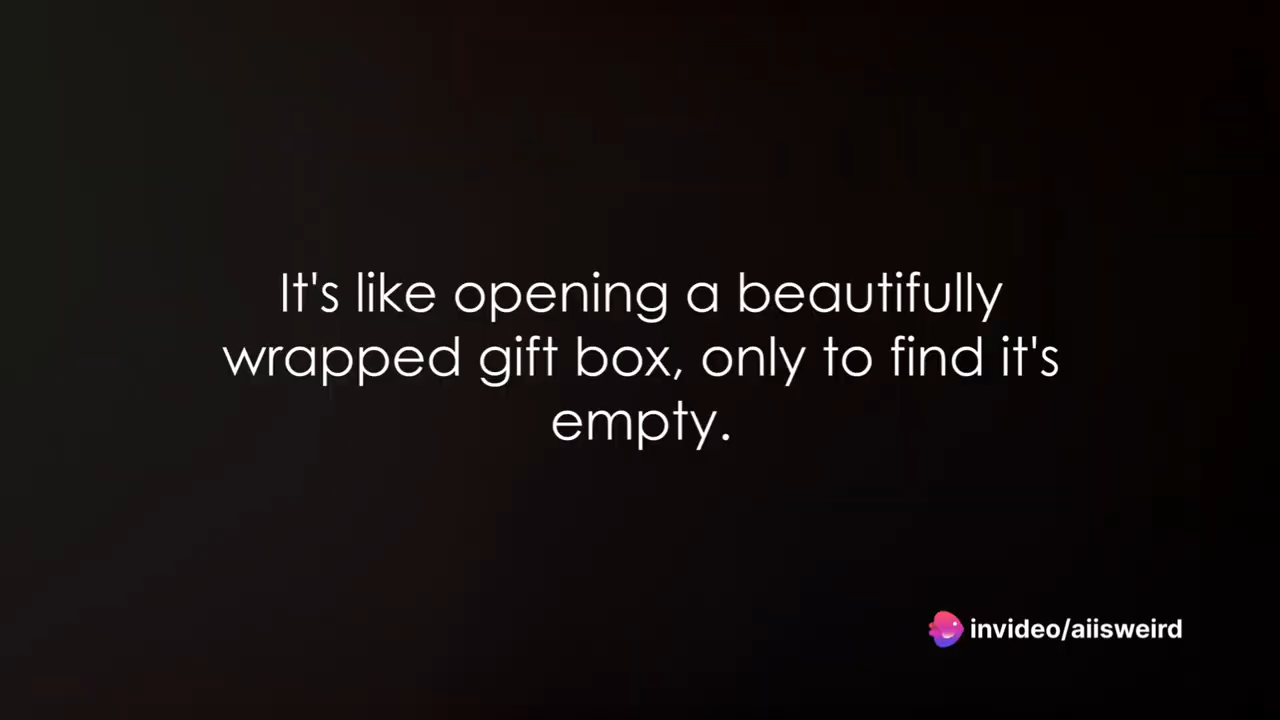 It's like opening a beautifully
wrapped gift box, only to find it's
empty.
invideo/aiisweird